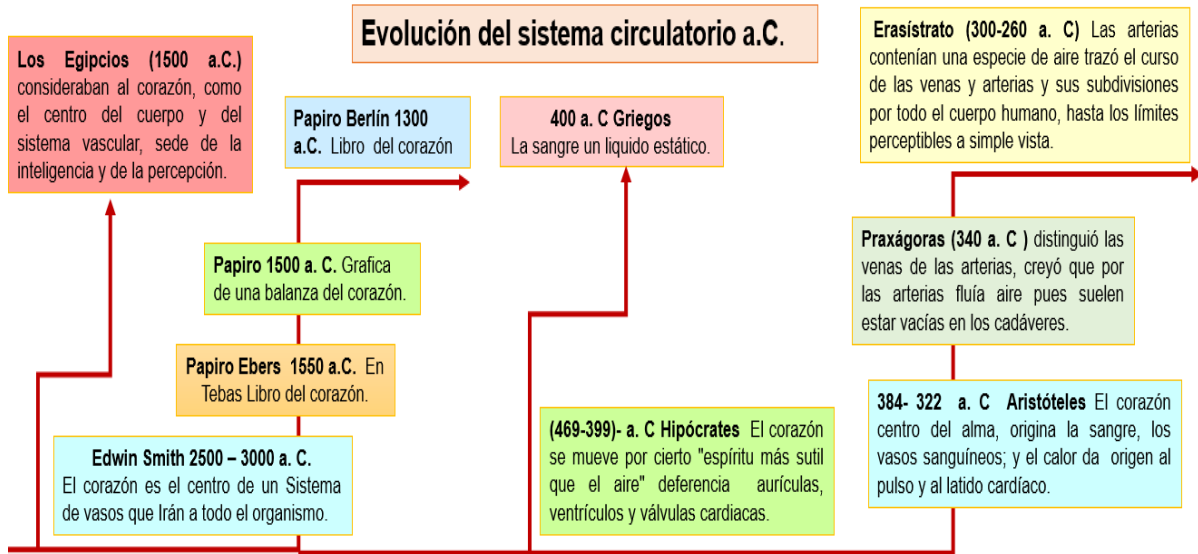 Evolución del sistema circulatorio a.C.
Los Egipcios (1500 a.C.)
consideraban al corazón, como
el centro del cuerpo y del
sistema vascular, sede de la
inteligencia y de la percepción.
Papiro Berlín 1300
a.C. Libro del corazón
Papiro 1500 a. C. Grafica
de una balanza del corazón.
Papiro Ebers 1550 a.C. En
Tebas Libro del corazón.
Edwin Smith 2500 – 3000 a. C.
El corazón es el centro de un Sistema
de vasos que Irán a todo el organismo.
400 a. C Griegos
La sangre un liquido estático.
(469-399)- a. C Hipócrates El corazón
se mueve por cierto "espíritu más sutil
que el aire" deferencia aurículas,
ventrículos y válvulas cardiacas.
Erasístrato (300-260 a. C) Las arterias
contenían una especie de aire trazó el curso
de las venas y arterias y sus subdivisiones
por todo el cuerpo humano, hasta los límites
perceptibles a simple vista.
Praxágoras (340 a. C ) distinguió las
venas de las arterias, creyó que por
las arterias fluía aire pues suelen
estar vacías en los cadáveres.
384- 322 a. C Aristóteles El corazón
centro del alma, origina la sangre, los
vasos sanguíneos; y el calor da origen al
pulso y al latido cardíaco.